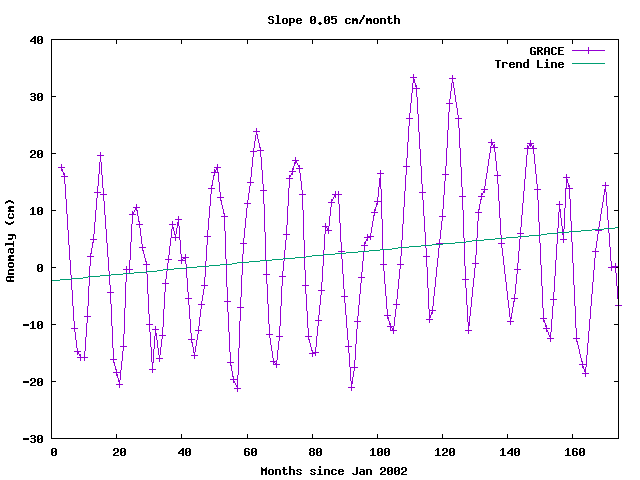 Slope 0.05 cm/month
GRACE
Trend Line
Anomaly (cm)
40
30
20
10
0
-10
-20
-30
0 20 40 60 80 100 120 140 160
Months since Jan 2002